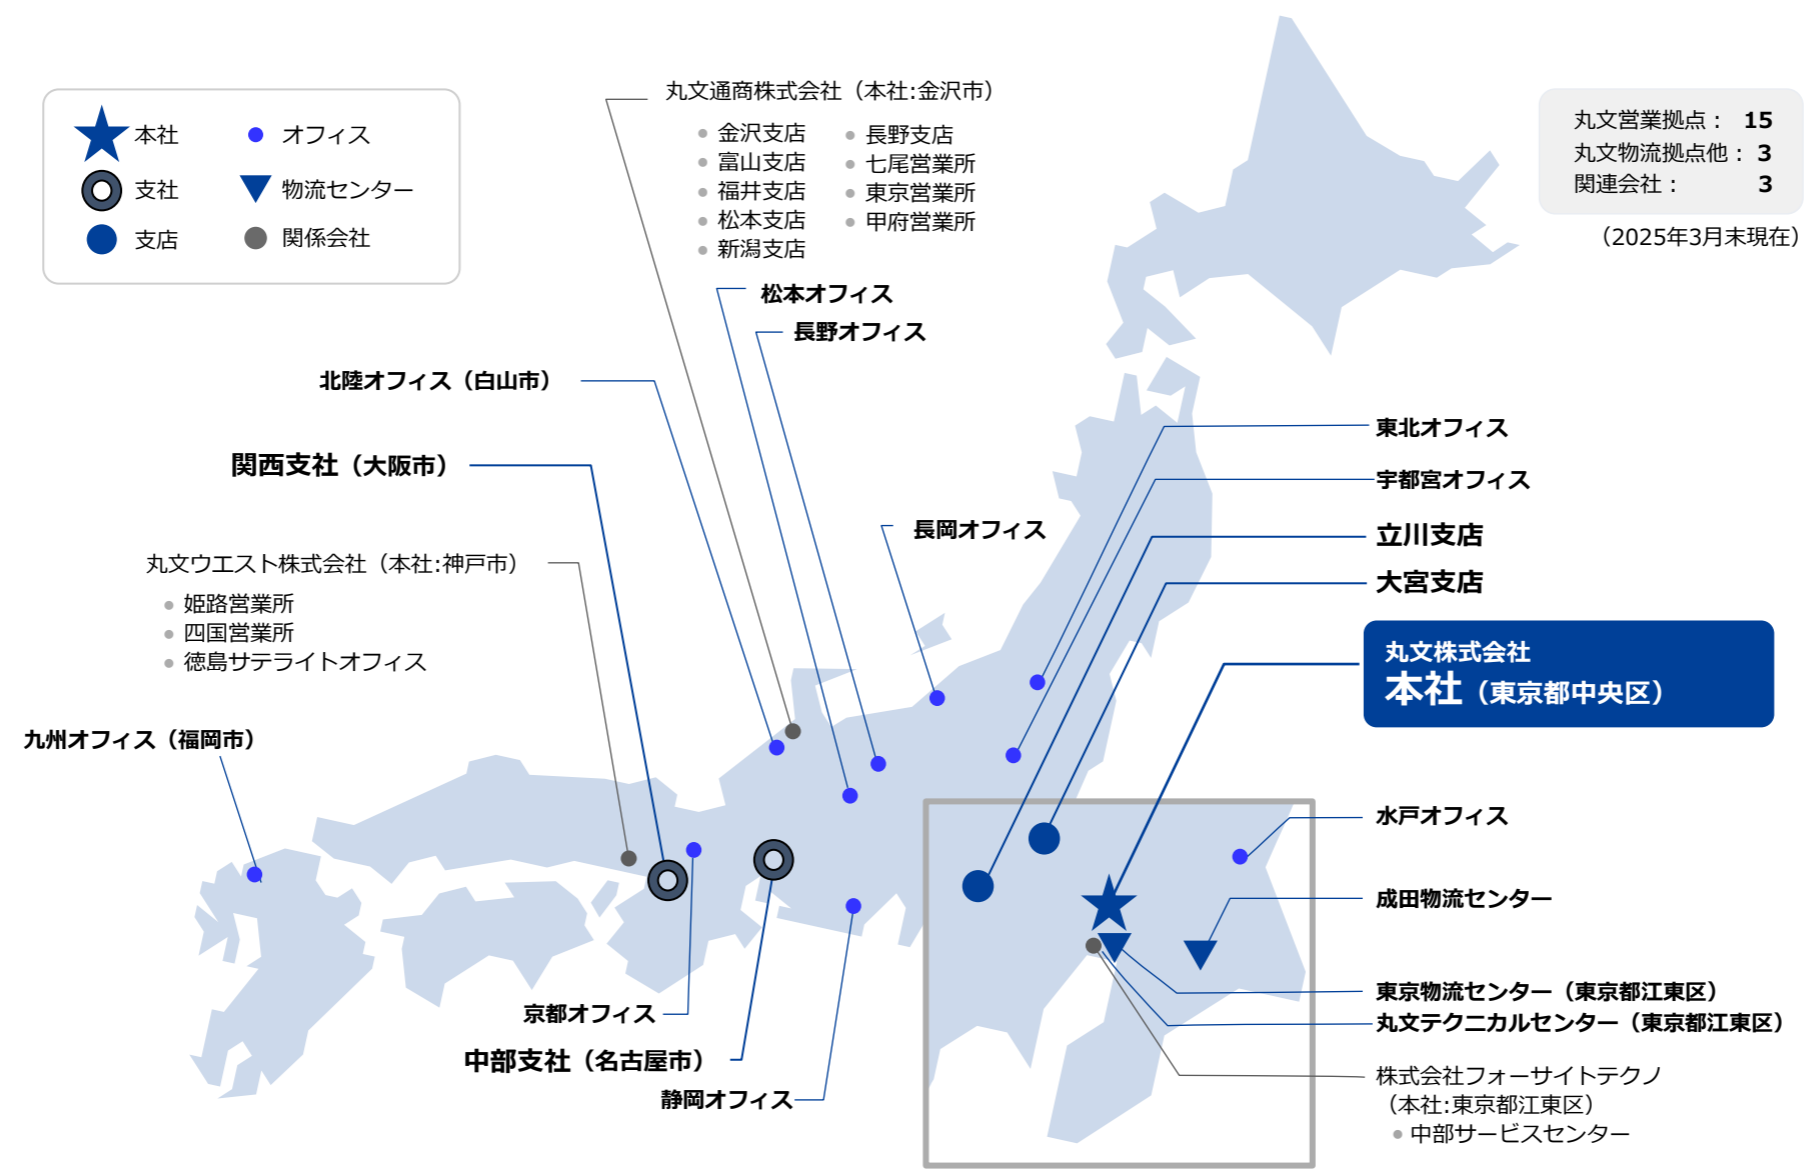 本社
オフィス
支社
物流センター
支店
関係会社
丸文通商株式会社（本社:金沢市）
金沢支店
富山支店
福井支店
松本支店
新潟支店
長野支店
七尾営業所
東京営業所
甲府営業所
丸文営業拠点： 15
丸文物流拠点他： 3
関連会社： 3
（2025年3月末現在）
松本オフィス
長野オフィス
北陸オフィス（白山市）
関西支社（大阪市）
長岡オフィス
丸文ウエスト株式会社（本社:神戸市）
姫路営業所
四国営業所
徳島サテライトオフィス
九州オフィス（福岡市）
東北オフィス
宇都宮オフィス
立川支店
大宮支店
丸文株式会社
本社（東京都中央区）
水戸オフィス
成田物流センター
東京物流センター（東京都江東区）
丸文テクニカルセンター（東京都江東区）
株式会社フォーサイトテクノ
（本社:東京都江東区）
中部サービスセンター
京都オフィス
中部支社（名古屋市）
静岡オフィス